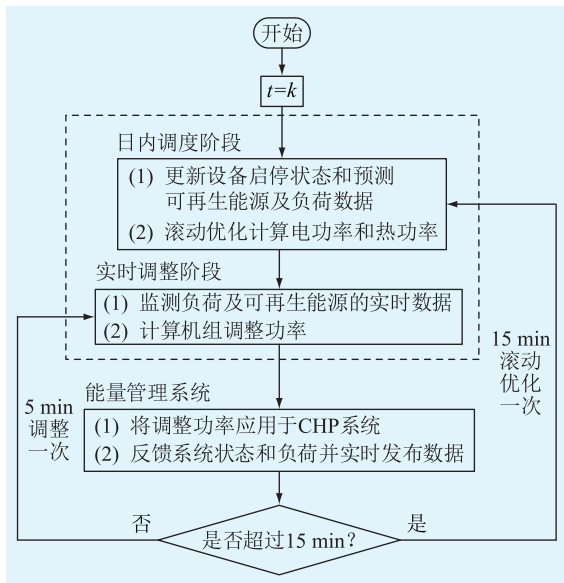 开始
t=k
日内调度阶段
(1) 更新设备启停状态和预测
可再生能源及负荷数据
(2) 滚动优化计算电功率和热功率
实时调整阶段
(1) 监测负荷及可再生能源的实时数据
(2) 计算机组调整功率
15 min
滚动
优化
一次
能量管理系统
5 min
调整
一次
(1) 将调整功率应用于CHP系统
(2) 反馈系统状态和负荷并实时发布数据
否
是
是否超过15 min?